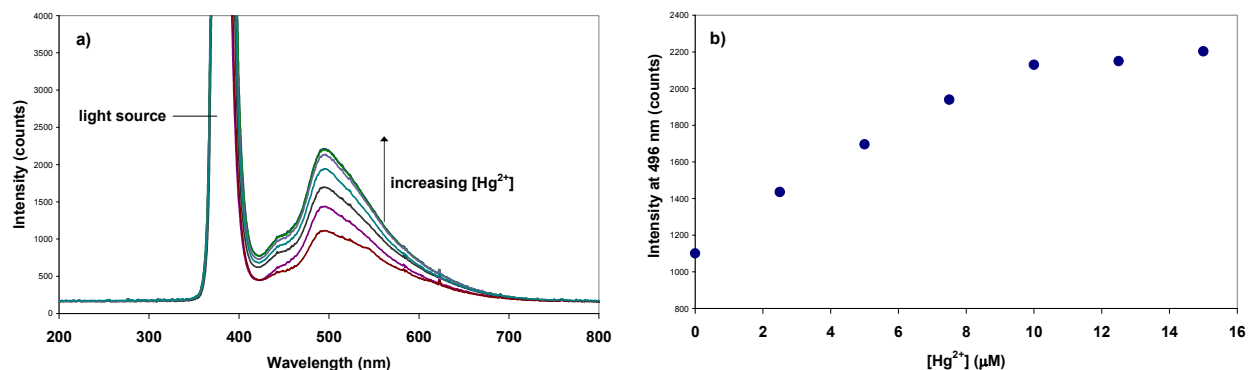 a)
4000
3500
3000
2500
2000
1500
1000
500
0
Intensity (counts)
light source
increasing [Hg²⁺]
200 300 400 500 600 700 800
Wavelength (nm)
b)
2400
2200
2000
1800
1600
1400
1200
1000
800
Intensity at 496 nm (counts)
0 2 4 6 8 10 12 14 16
[Hg²⁺] (µM)